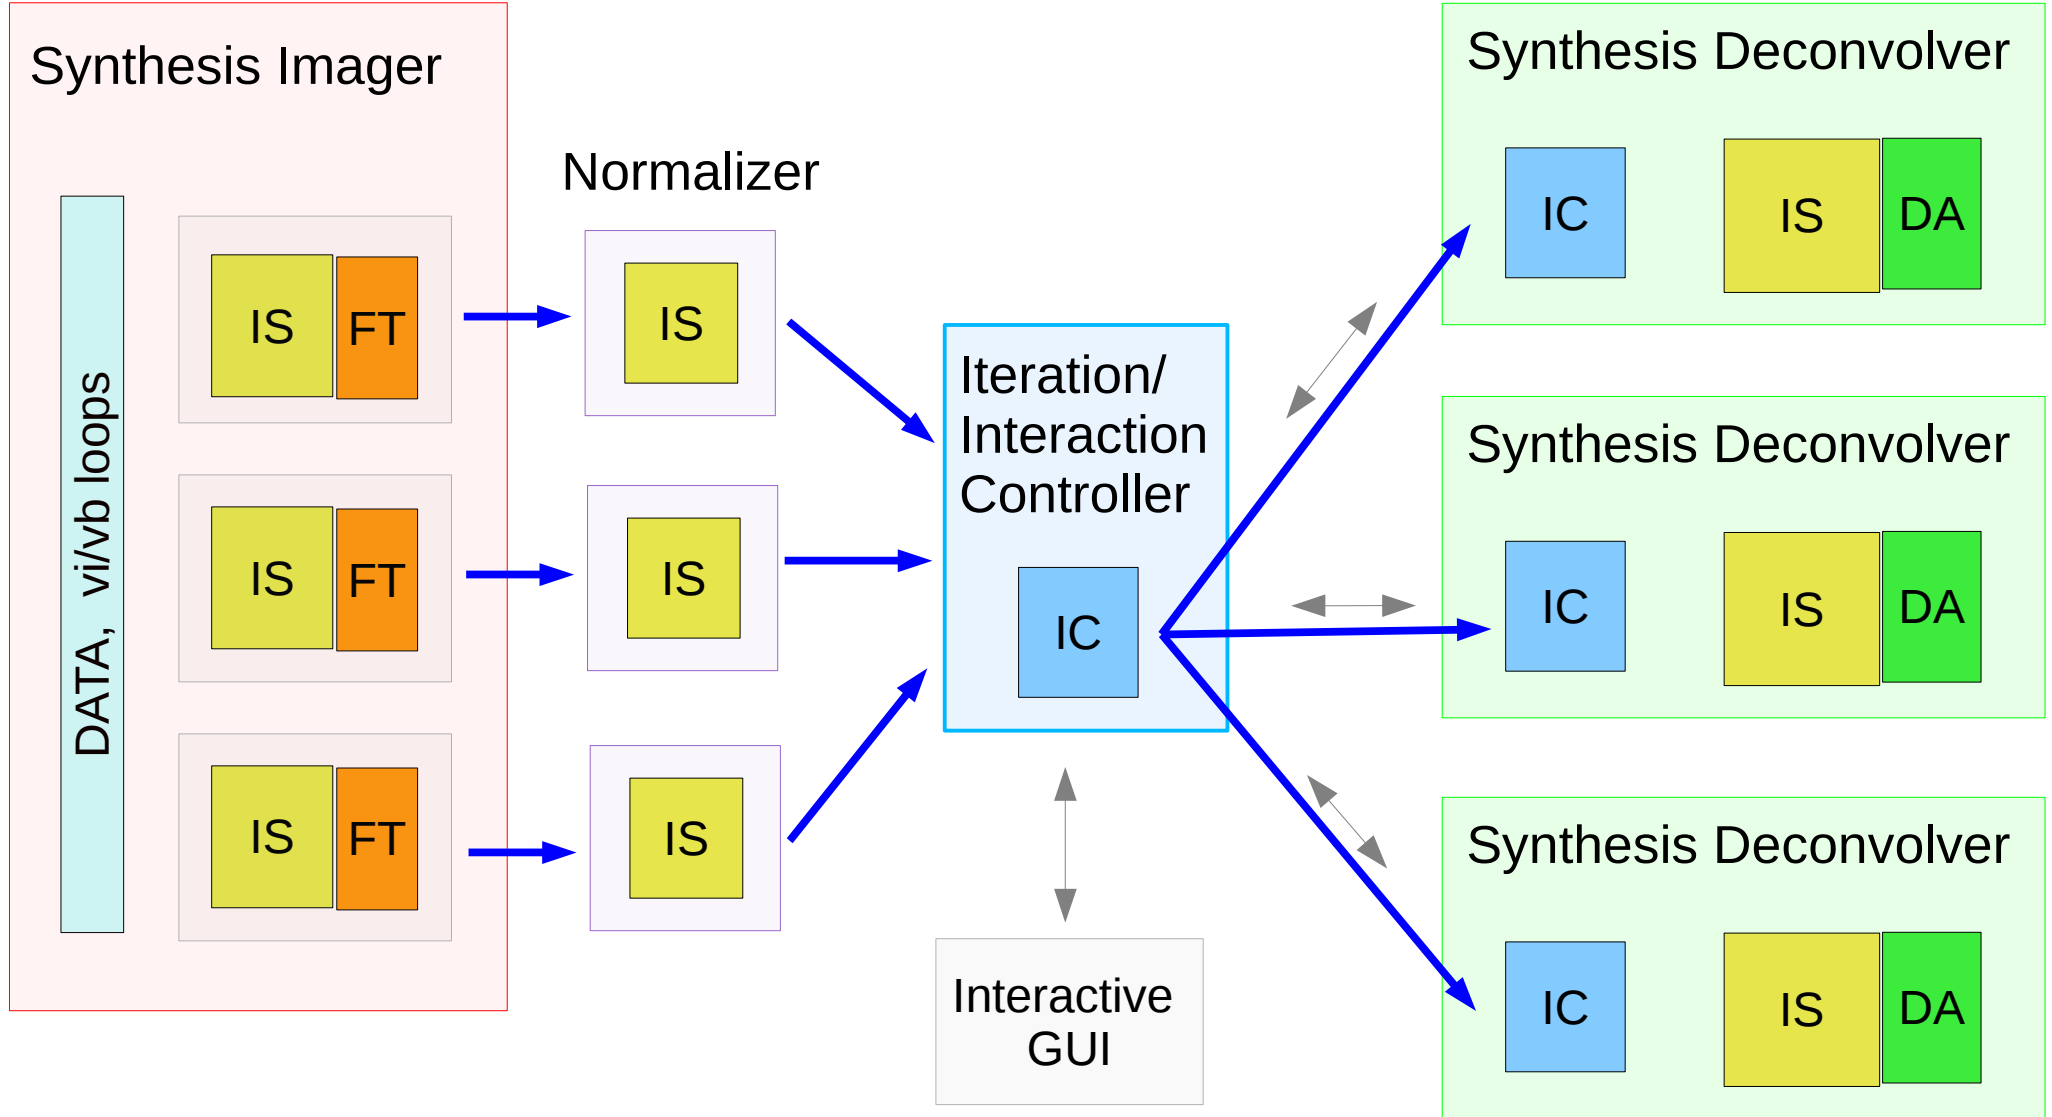 Synthesis Imager
DATA, vi/vb loops
IS
FT
IS
FT
IS
FT
Normalizer
IS
IS
IS
Iteration/
Interaction
Controller
IC
Interactive
GUI
Synthesis Deconvolver
IC
IS
DA
Synthesis Deconvolver
IC
IS
DA
Synthesis Deconvolver
IC
IS
DA